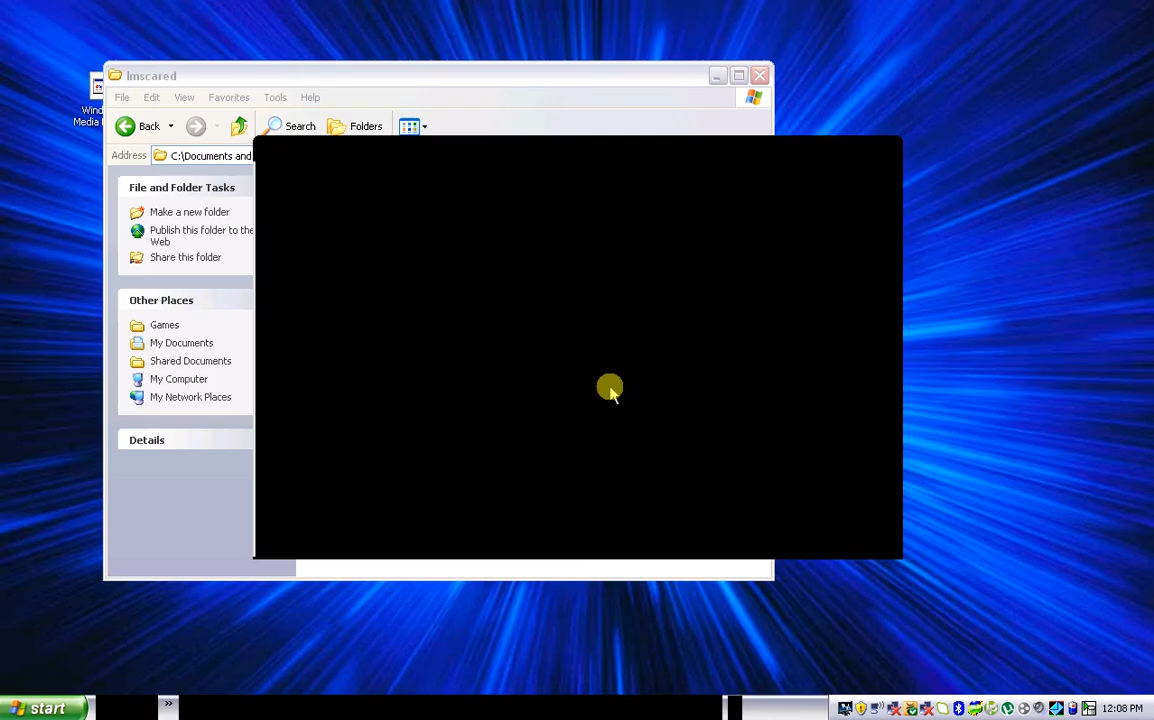 Imscared
File Edit View Favorites Tools Help
Back Search Folders
Address C:\Documents and
File and Folder Tasks
Make a new folder
Publish this folder to the
Web
Share this folder
Other Places
Games
My Documents
Shared Documents
My Computer
My Network Places
Details
Wind
Media
start » 12:08 PM